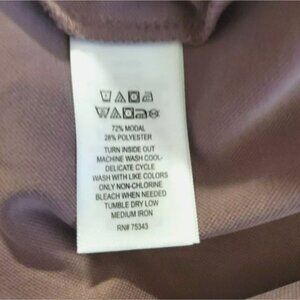 72% MODAL
28% POLYESTER
TURN INSIDE OUT
MACHINE WASH COOL-
DELICATE CYCLE
WASH WITH LIKE COLORS
ONLY NON-CHLORINE
BLEACH WHEN NEEDED
TUMBLE DRY LOW
MEDIUM IRON
RN# 75343